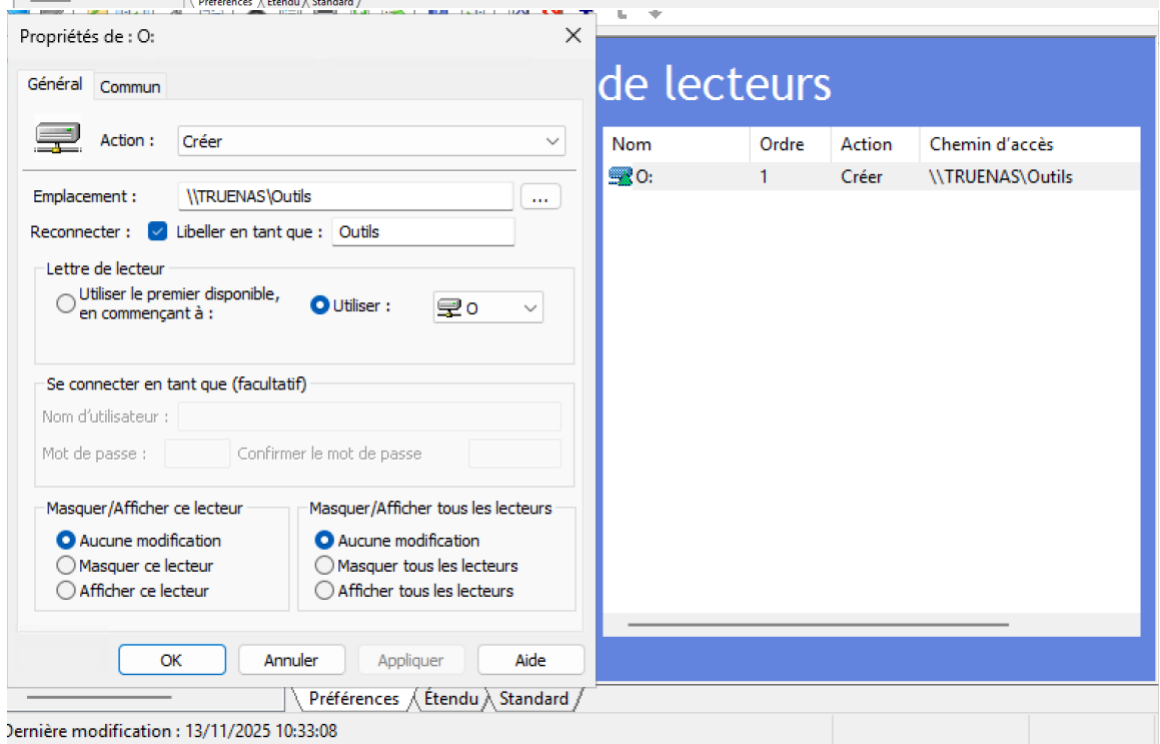 Préférences Étendu Standard
Propriétés de : O:
Général Commun
Action : Créer
Emplacement : \\TRUENAS\Outils ...
Reconnecter : Libeller en tant que : Outils
Lettre de lecteur
Utiliser le premier disponible,
en commençant à :
Utiliser : O
Se connecter en tant que (facultatif)
Nom d'utilisateur :
Mot de passe : Confirmer le mot de passe
Masquer/Afficher ce lecteur
Aucune modification
Masquer ce lecteur
Afficher ce lecteur
Masquer/Afficher tous les lecteurs
Aucune modification
Masquer tous les lecteurs
Afficher tous les lecteurs
OK Annuler Appliquer Aide
de lecteurs
Nom Ordre Action Chemin d'accès
O: 1 Créer \\TRUENAS\Outils
Préférences Étendu Standard
Dernière modification : 13/11/2025 10:33:08